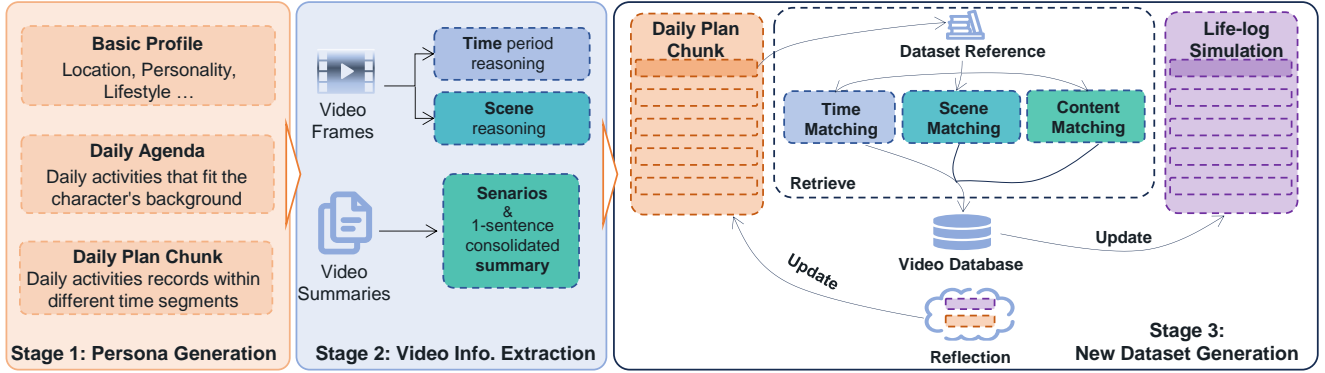 Basic Profile
Location, Personality,
Lifestyle ...
Daily Agenda
Daily activities that fit the
character's background
Daily Plan Chunk
Daily activities records within
different time segments
Stage 1: Persona Generation
Video
Frames
Time period
reasoning
Scene
reasoning
Video
Summaries
Senarios
&
1-sentence
consolidated
summary
Stage 2: Video Info. Extraction
Daily Plan
Chunk
Dataset Reference
Time
Matching
Scene
Matching
Content
Matching
Retrieve
Life-log
Simulation
Video Database
Update
Update
Reflection
Stage 3:
New Dataset Generation